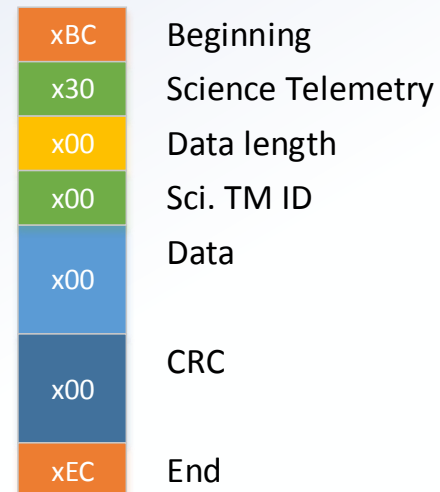 xBC Beginning
x30 Science Telemetry
x00 Data length
x00 Sci. TM ID
Data
x00
CRC
x00
xEC End